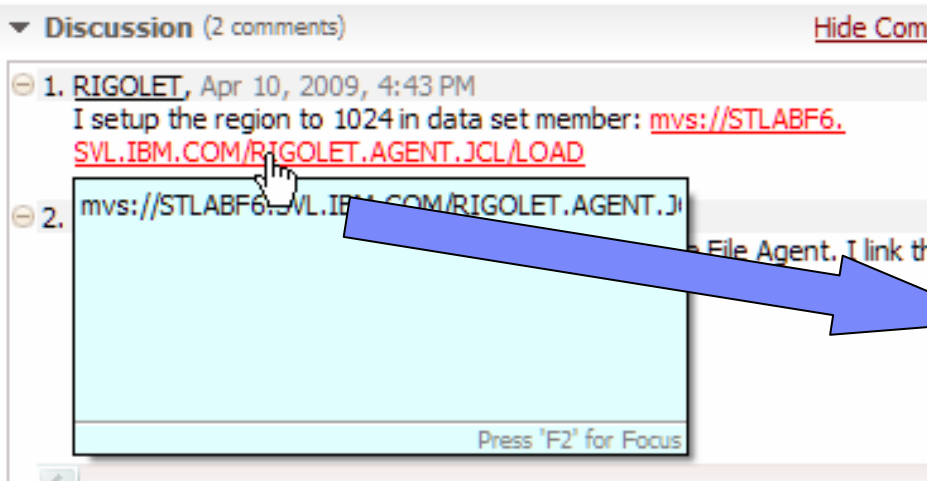 Discussion (2 comments)
Hide Com
1. RIGOLET, Apr 10, 2009, 4:43 PM
I setup the region to 1024 in data set member: mvs://STLABF6.
SVL.IBM.COM/RIGOLET.AGENT.JCL/LOAD
2.
mvs://STLABF6.SVL.IBM.COM/RIGOLET.AGENT.J
File Agent. I link th
Press 'F2' for Focus